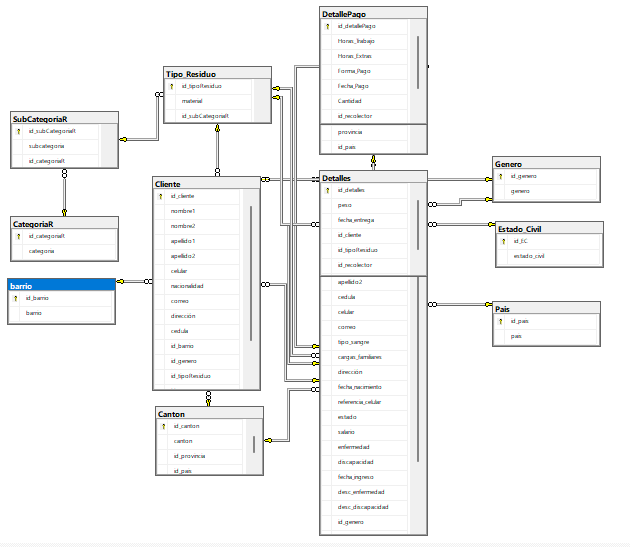 DetallePago
id_detallePago
Horas_Trabajo
Horas_Extras
Forma_Pago
Fecha_Pago
Cantidad
id_recolector
provincia
id_pais
Tipo_Residuo
id_tipoResiduo
material
id_subCategoriaR
SubCategoriaR
id_subCategoriaR
subcategoria
id_categoriaR
CategoriaR
id_categoriaR
categoria
barrio
id_barrio
barrio
Cliente
id_cliente
nombre1
nombre2
apellido1
apellido2
celular
nacionalidad
correo
dirección
cedula
id_barrio
id_genero
id_tipoResiduo
Canton
id_canton
canton
id_provincia
id_pais
Detalles
id_detalles
peso
fecha_entrega
id_cliente
id_tipoResiduo
id_recolector
apellido2
cedula
celular
correo
tipo_sangre
cargas_familiares
dirección
fecha_nacimiento
referencia_celular
estado
salario
enfermedad
discapacidad
fecha_ingreso
desc_enfermedad
desc_discapacidad
id_genero
Genero
id_genero
genero
Estado_Civil
id_EC
estado_civil
Pais
id_pais
pais